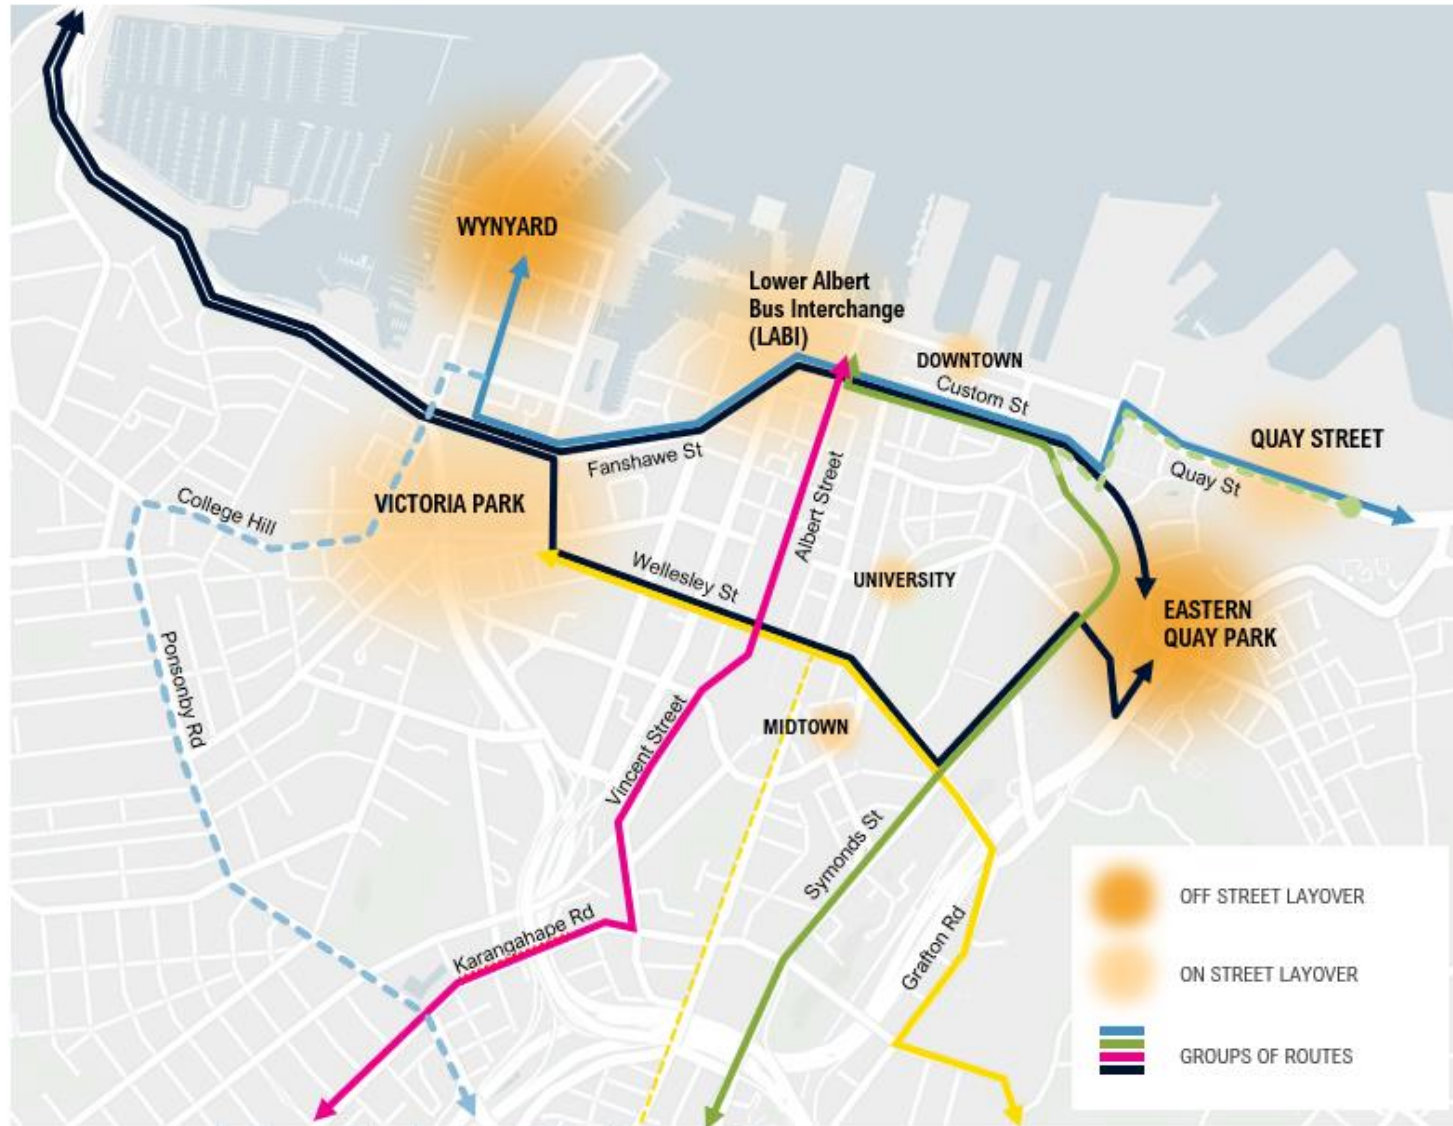 WYNYARD
Lower Albert
Bus Interchange
(LABI)
DOWNTOWN
Custom St
QUAY STREET
Quay St
Fanshawe St
VICTORIA PARK
College Hill
Albert Street
Wellesley St
UNIVERSITY
EASTERN
QUAY PARK
Ponsonby Rd
MIDTOWN
Vincent Street
Symonds St
Karangahape Rd
Grafton Rd
OFF STREET LAYOVER
ON STREET LAYOVER
GROUPS OF ROUTES